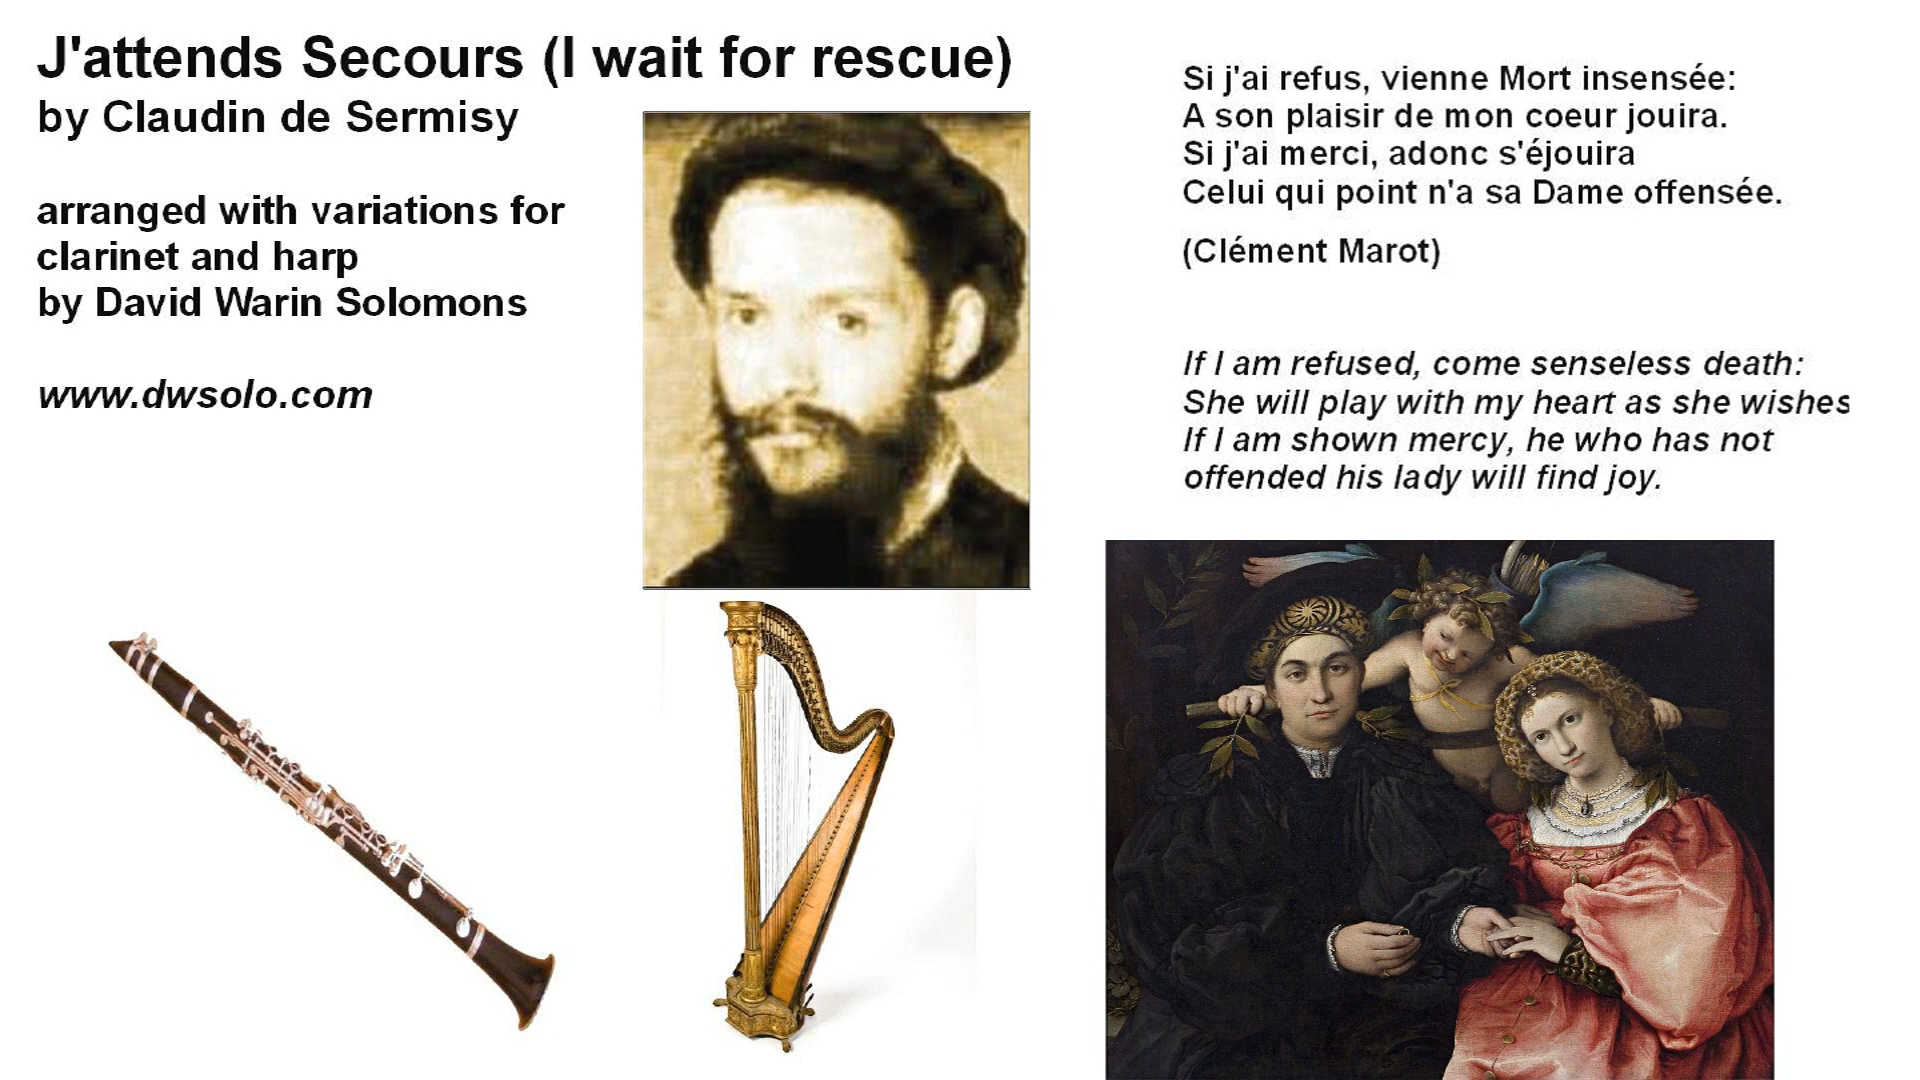 J'attends Secours (I wait for rescue)
by Claudin de Sermisy
arranged with variations for
clarinet and harp
by David Warin Solomons
www.dwsolo.com
Si j'ai refus, vienne Mort insensée:
A son plaisir de mon coeur jouira.
Si j'ai merci, adonc s'éjouira
Celui qui point n'a sa Dame offensée.
(Clément Marot)
If I am refused, come senseless death:
She will play with my heart as she wishes
If I am shown mercy, he who has not
offended his lady will find joy.